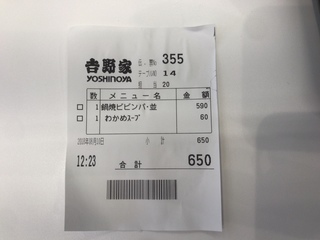 吉野家
YOSHINOYA
355
14
20
数 メニュー名 金額
1 鍋焼ビビンバ・並 590
1 わかめスープ 60
小計 650
12:23 合計 650